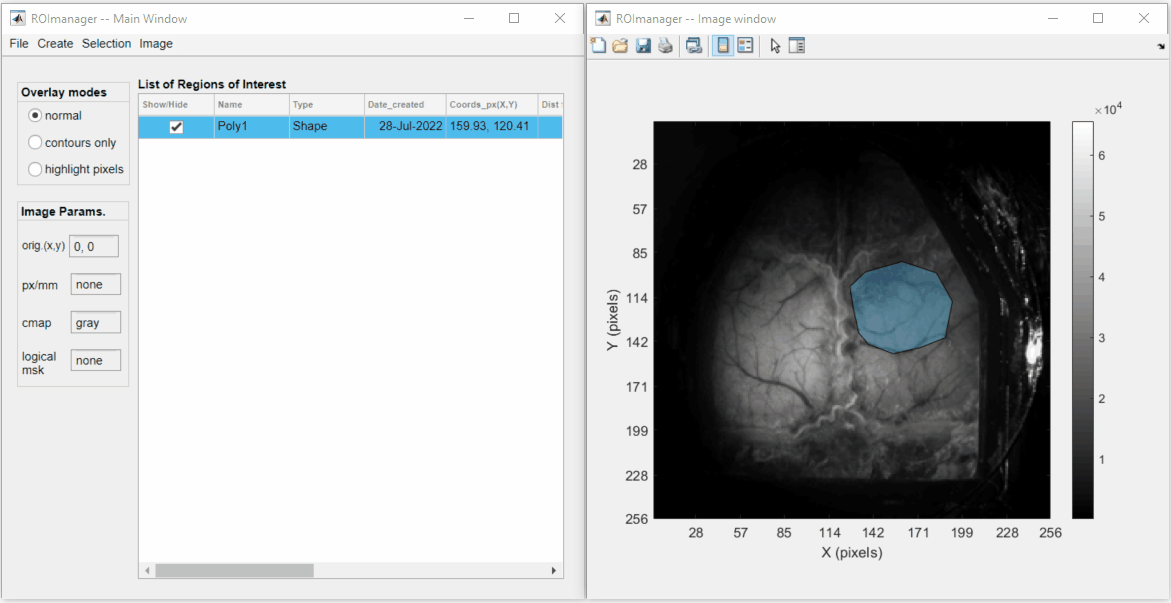 ROImanager -- Main Window
File Create Selection Image
Overlay modes
normal
contours only
highlight pixels
Image Params.
orig.(x,y) 0, 0
px/mm none
cmap gray
logical msk none
List of Regions of Interest
Show/Hide Name Type Date_created Coords_px(X,Y) Dist
Poly1 Shape 28-Jul-2022 159.93, 120.41
ROImanager -- Image window
×10^4
28
57
85
114
142
171
199
228
256
Y (pixels)
28 57 85 114 142 171 199 228 256
X (pixels)
6
5
4
3
2
1